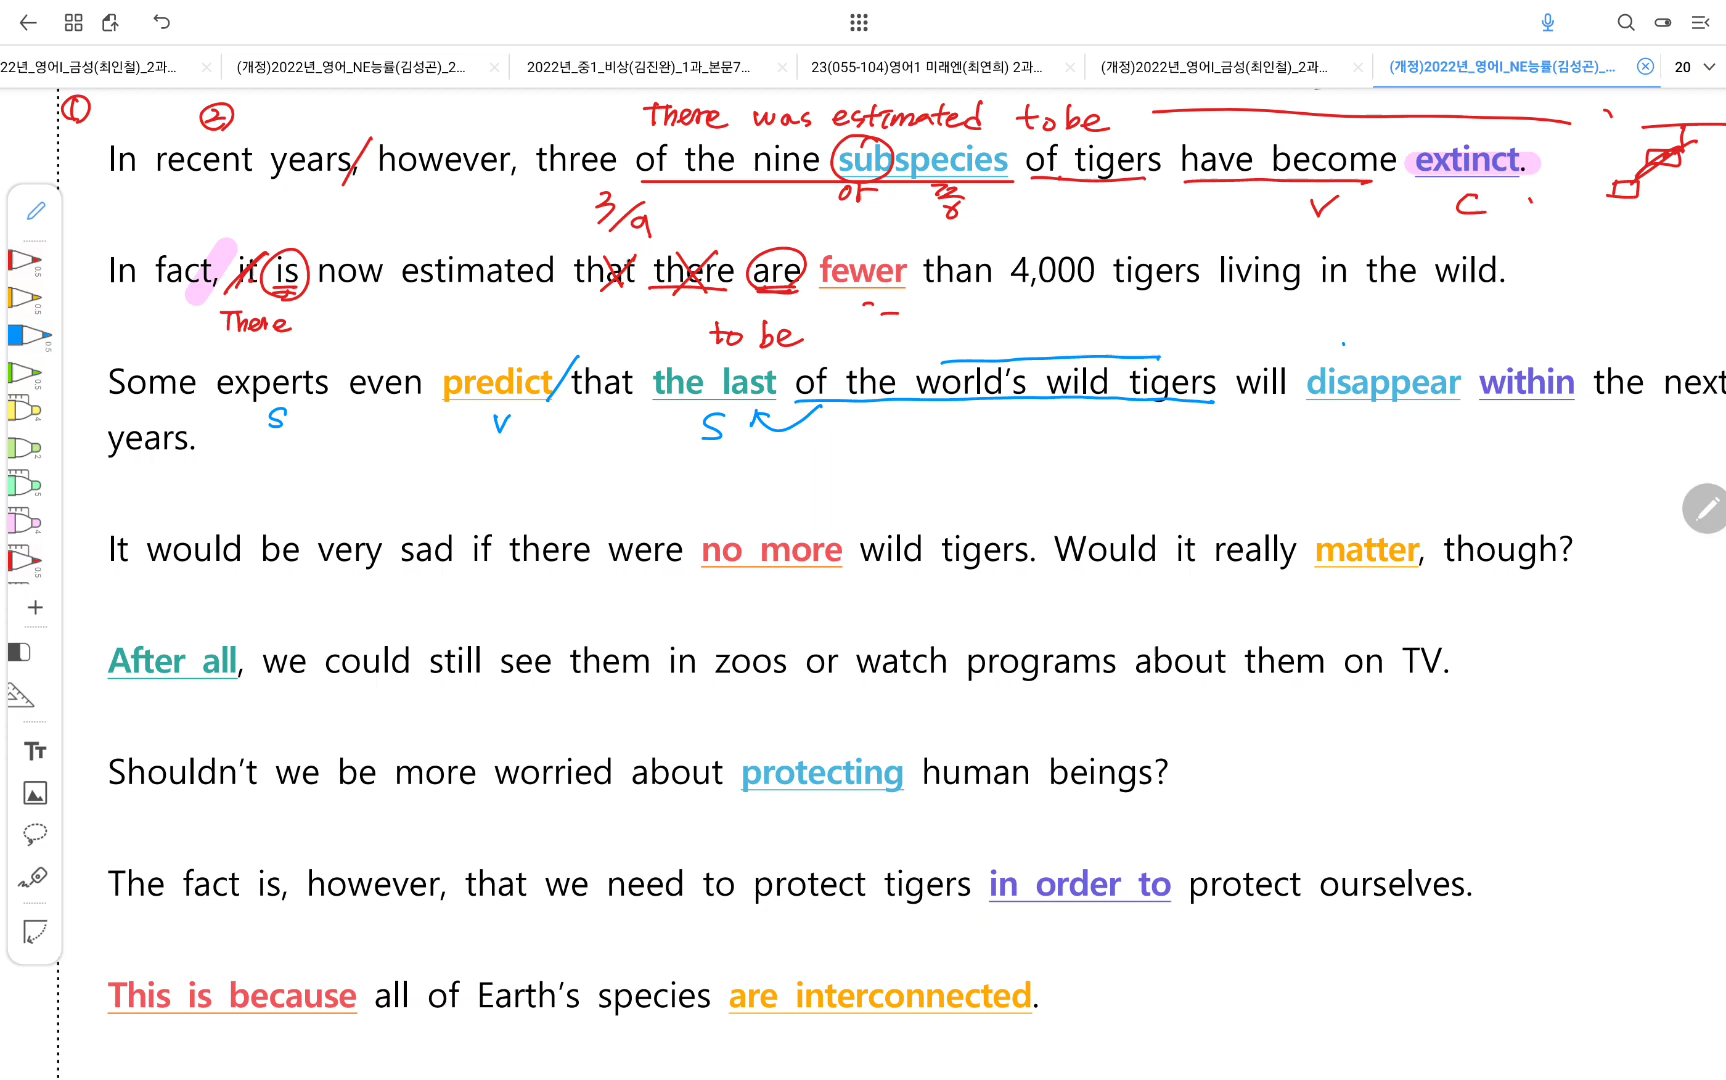 22년_영어I_금성(최인철)_2과... (개정)2022년_영어_NE능률(김성곤)_2... 2022년_중1_비상(김진완)_1과_본문7... 23(055-104)영어1 미래엔(최연희) 2과... (개정)2022년_영어I_금성(최인철)_2과... (개정)2022년_영어I_NE능률(김성곤)_... 20
① ② There was estimated to be
In recent years, however, three of the nine subspecies of tigers have become extinct.
3/9 or V C
In fact, it is now estimated that there are fewer than 4,000 tigers living in the wild.
There to be
Some experts even predict that the last of the world's wild tigers will disappear within the next
S V S
years.
It would be very sad if there were no more wild tigers. Would it really matter, though?
After all, we could still see them in zoos or watch programs about them on TV.
Shouldn't we be more worried about protecting human beings?
The fact is, however, that we need to protect tigers in order to protect ourselves.
This is because all of Earth's species are interconnected.